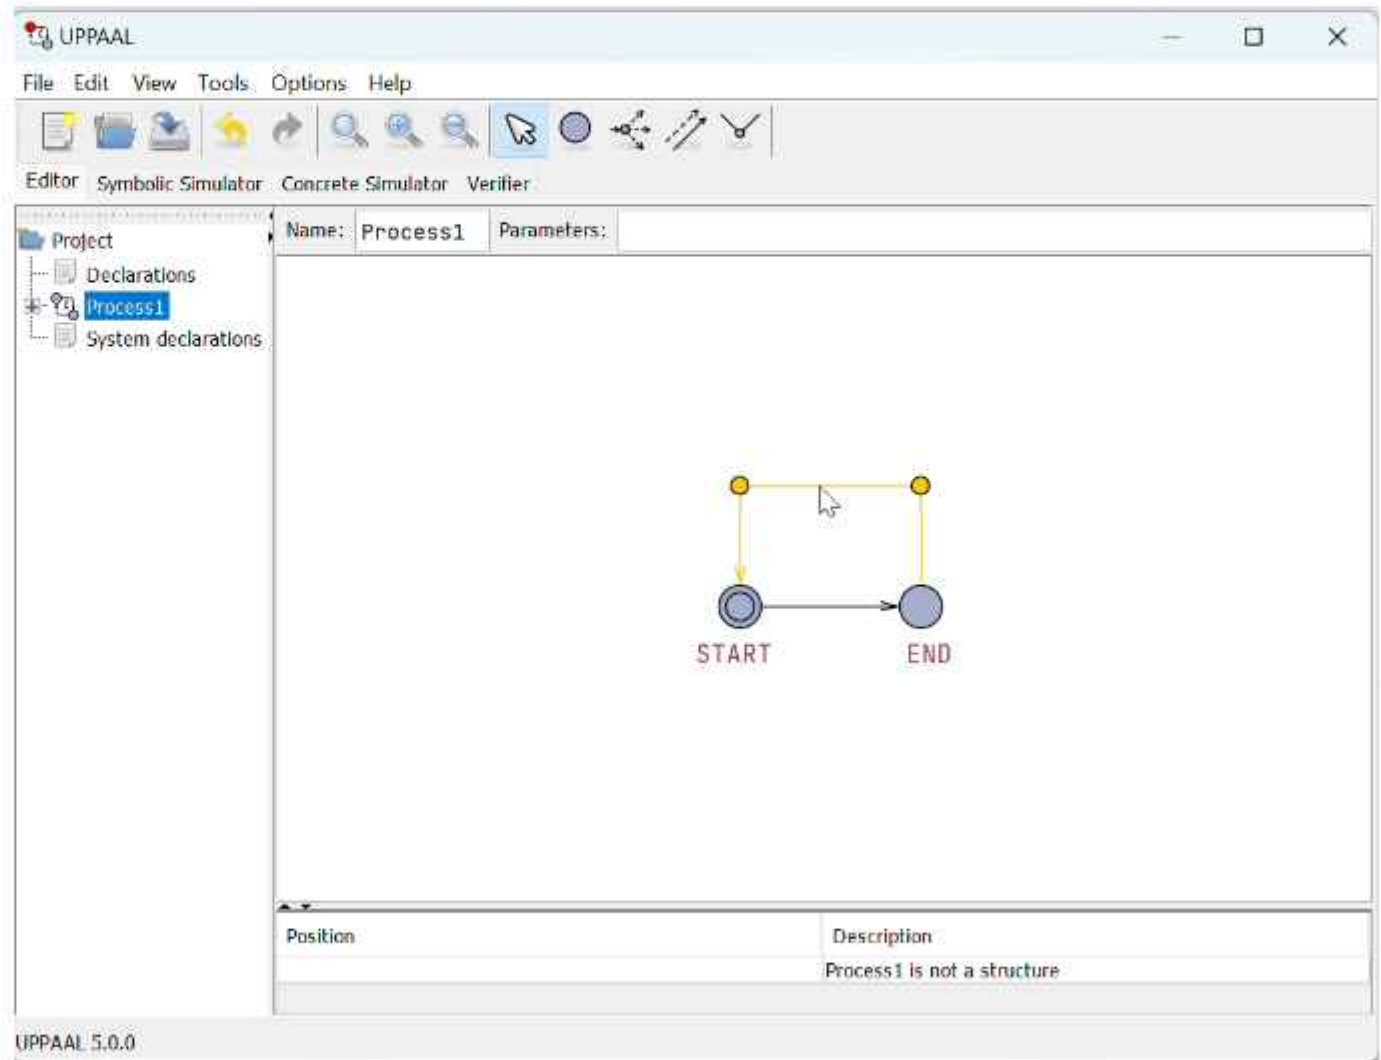 UPPAAL
File Edit View Tools Options Help
Editor Symbolic Simulator Concrete Simulator Verifier
Project
Declarations
Process1
System declarations
Name: Process1 Parameters:
START END
Position Description
Process1 is not a structure
UPPAAL 5.0.0